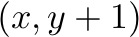 (x, y + 1)